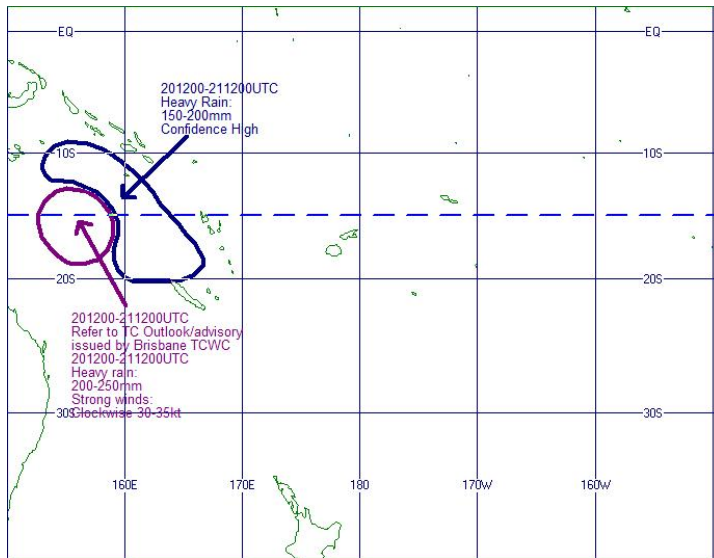 EQ
EQ
201200-211200UTC
Heavy Rain:
150-200mm
Confidence High
10S
10S
20S
20S
201200-211200UTC
Refer to TC Outlook/advisory
issued by Brisbane TCWC
201200-211200UTC
Heavy rain:
200-250mm
Strong winds:
Clockwise 30-35kt
30S
30S
160E
170E
180
170W
160W